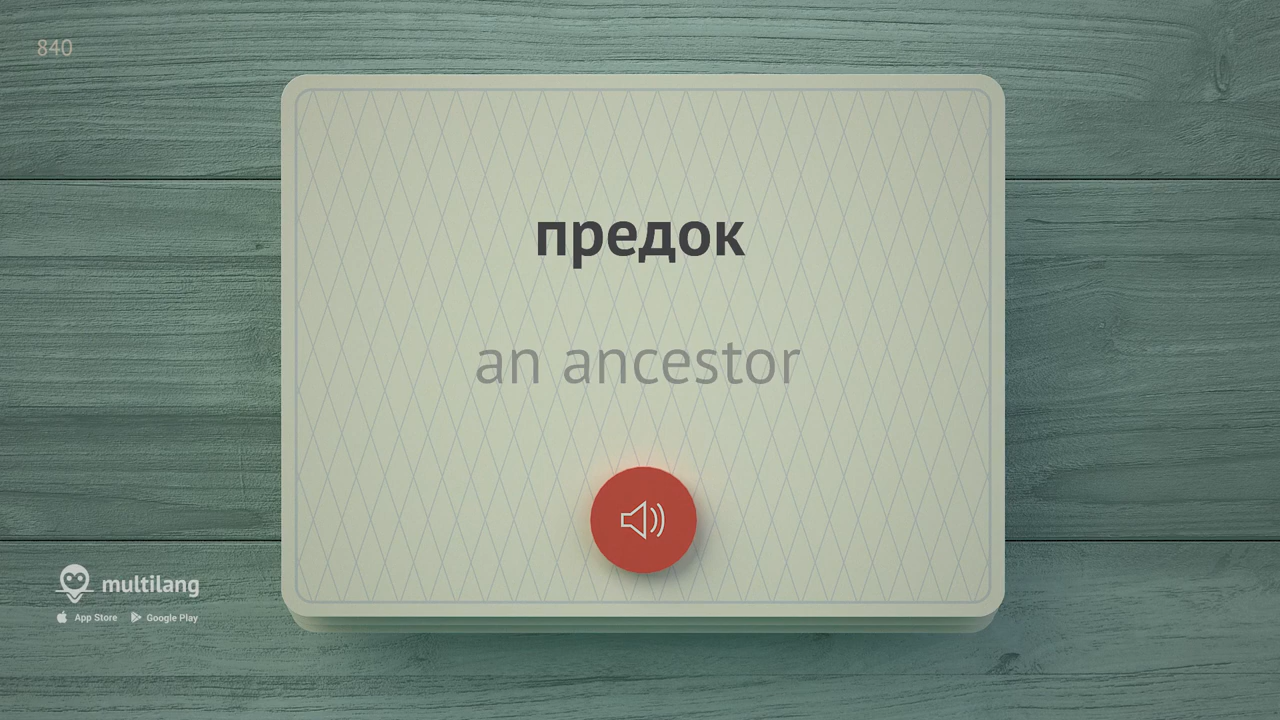 840
предок
an ancestor
multilang
App Store
Google Play